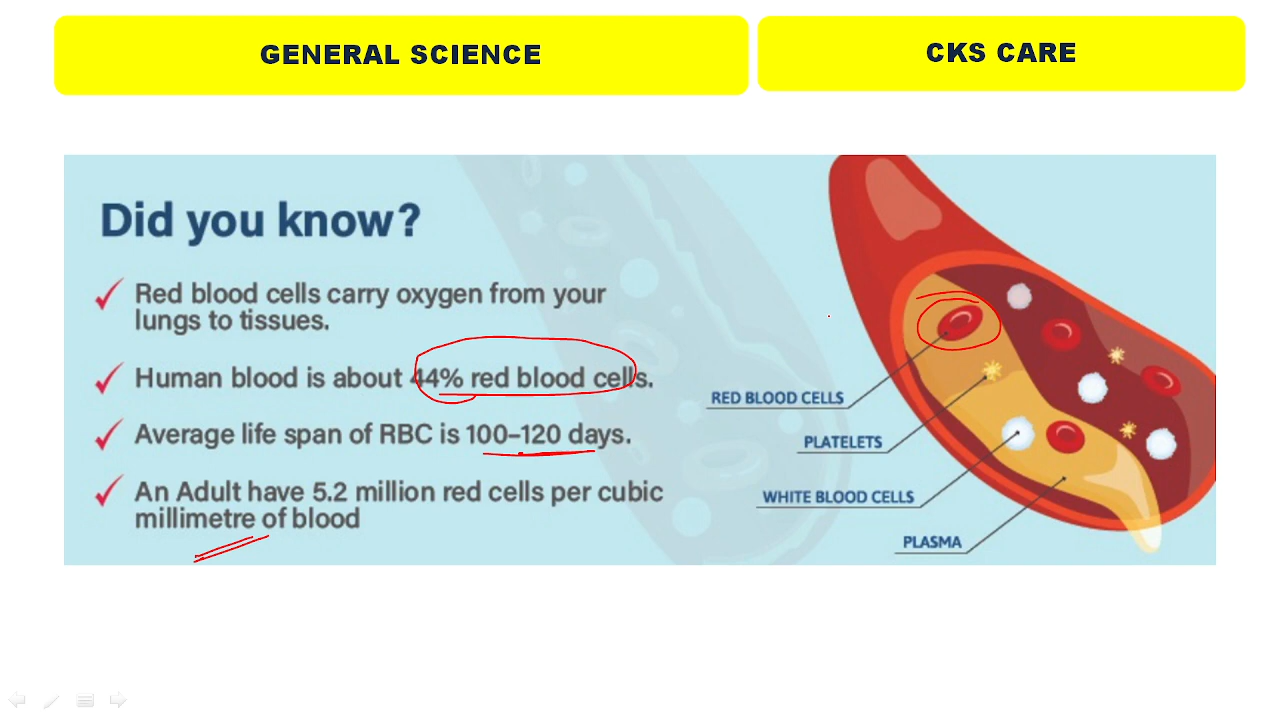 GENERAL SCIENCE
CKS CARE
Did you know?
Red blood cells carry oxygen from your
lungs to tissues.
Human blood is about 44% red blood cells.
Average life span of RBC is 100–120 days.
An Adult have 5.2 million red cells per cubic
millimetre of blood
RED BLOOD CELLS
PLATELETS
WHITE BLOOD CELLS
PLASMA